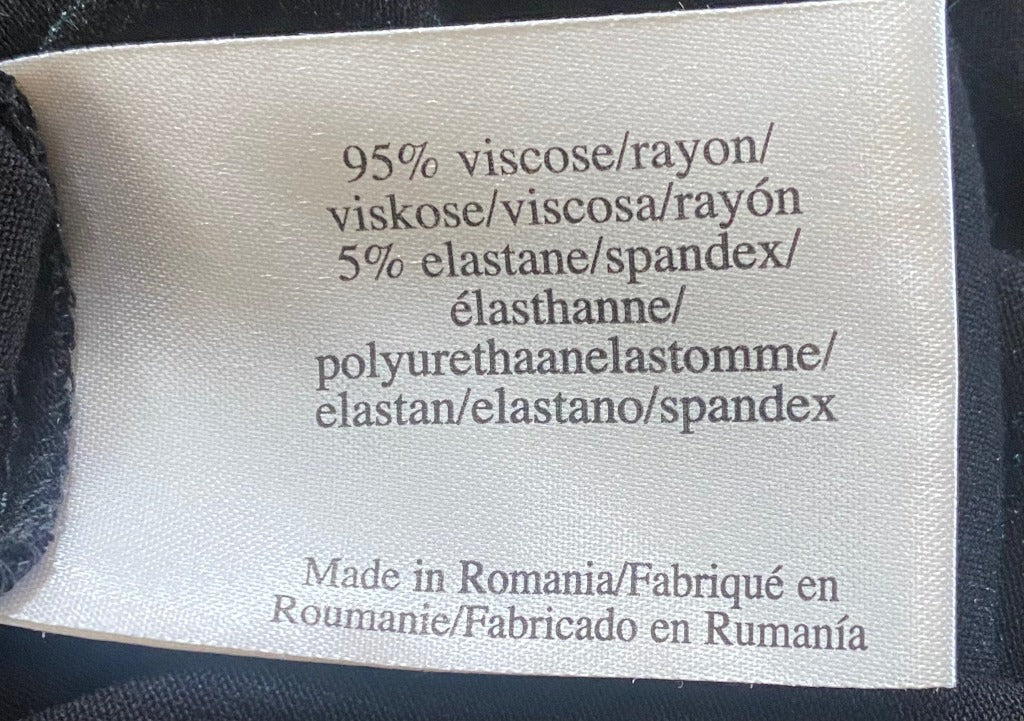 95% viscose/rayon/
viskose/viscosa/rayón
5% elastane/spandex/
élasthanne/
polyurethaanelastomme/
elastan/elastano/spandex
Made in Romania/Fabriqué en
Roumanie/Fabricado en Rumanía